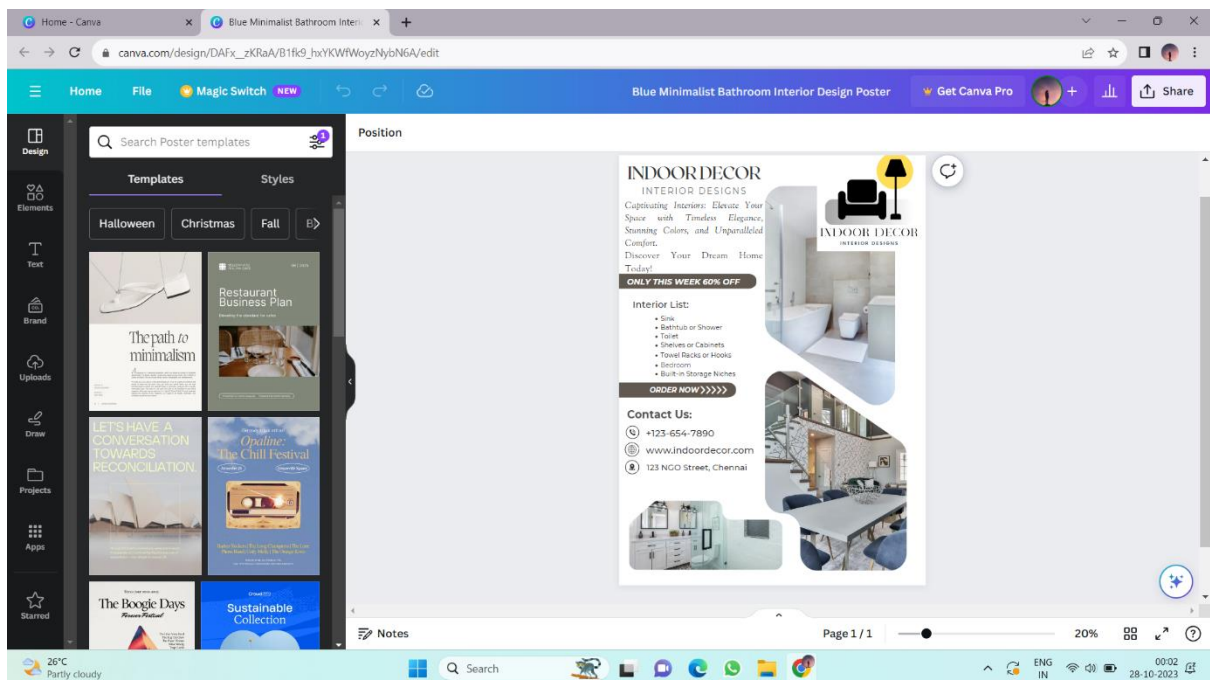 Home - Canva
Blue Minimalist Bathroom Interi
canva.com/design/DAFx__zKRaA/B1fk9_hxYKWfWoyzNybN6A/edit
Home File Magic Switch NEW
Blue Minimalist Bathroom Interior Design Poster
Get Canva Pro
Share
Design
Elements
Text
Brand
Uploads
Draw
Projects
Apps
Starred
Search Poster templates
1
Templates Styles
Halloween Christmas Fall B
The path to
minimalism
Restaurant
Business Plan
LET'S HAVE A
CONVERSATION
TOWARDS
RECONCILIATION.
Opaline:
The Chill Festival
The Boogie Days
Forever Festival
Sustainable
Collection
Position
INDOOR DECOR
INTERIOR DESIGNS
Captivating Interiors: Elevate Your
Space with Timeless Elegance,
Stunning Colors, and Unparalleled
Comfort.
Discover Your Dream Home
Today!
ONLY THIS WEEK 60% OFF
Interior List:
• Sink
• Bathtub or Shower
• Toilet
• Shelves or Cabinets
• Towel Racks or Hooks
• Bedroom
• Built-in Storage Niches
ORDER NOW>>>>>
Contact Us:
+123-654-7890
www.indoordecor.com
123 NGO Street, Chennai
INDOOR DECOR
INTERIOR DESIGNS
Notes
Page 1 / 1
20%
26°C
Partly cloudy
Search
ENG
IN
00:02
28-10-2023